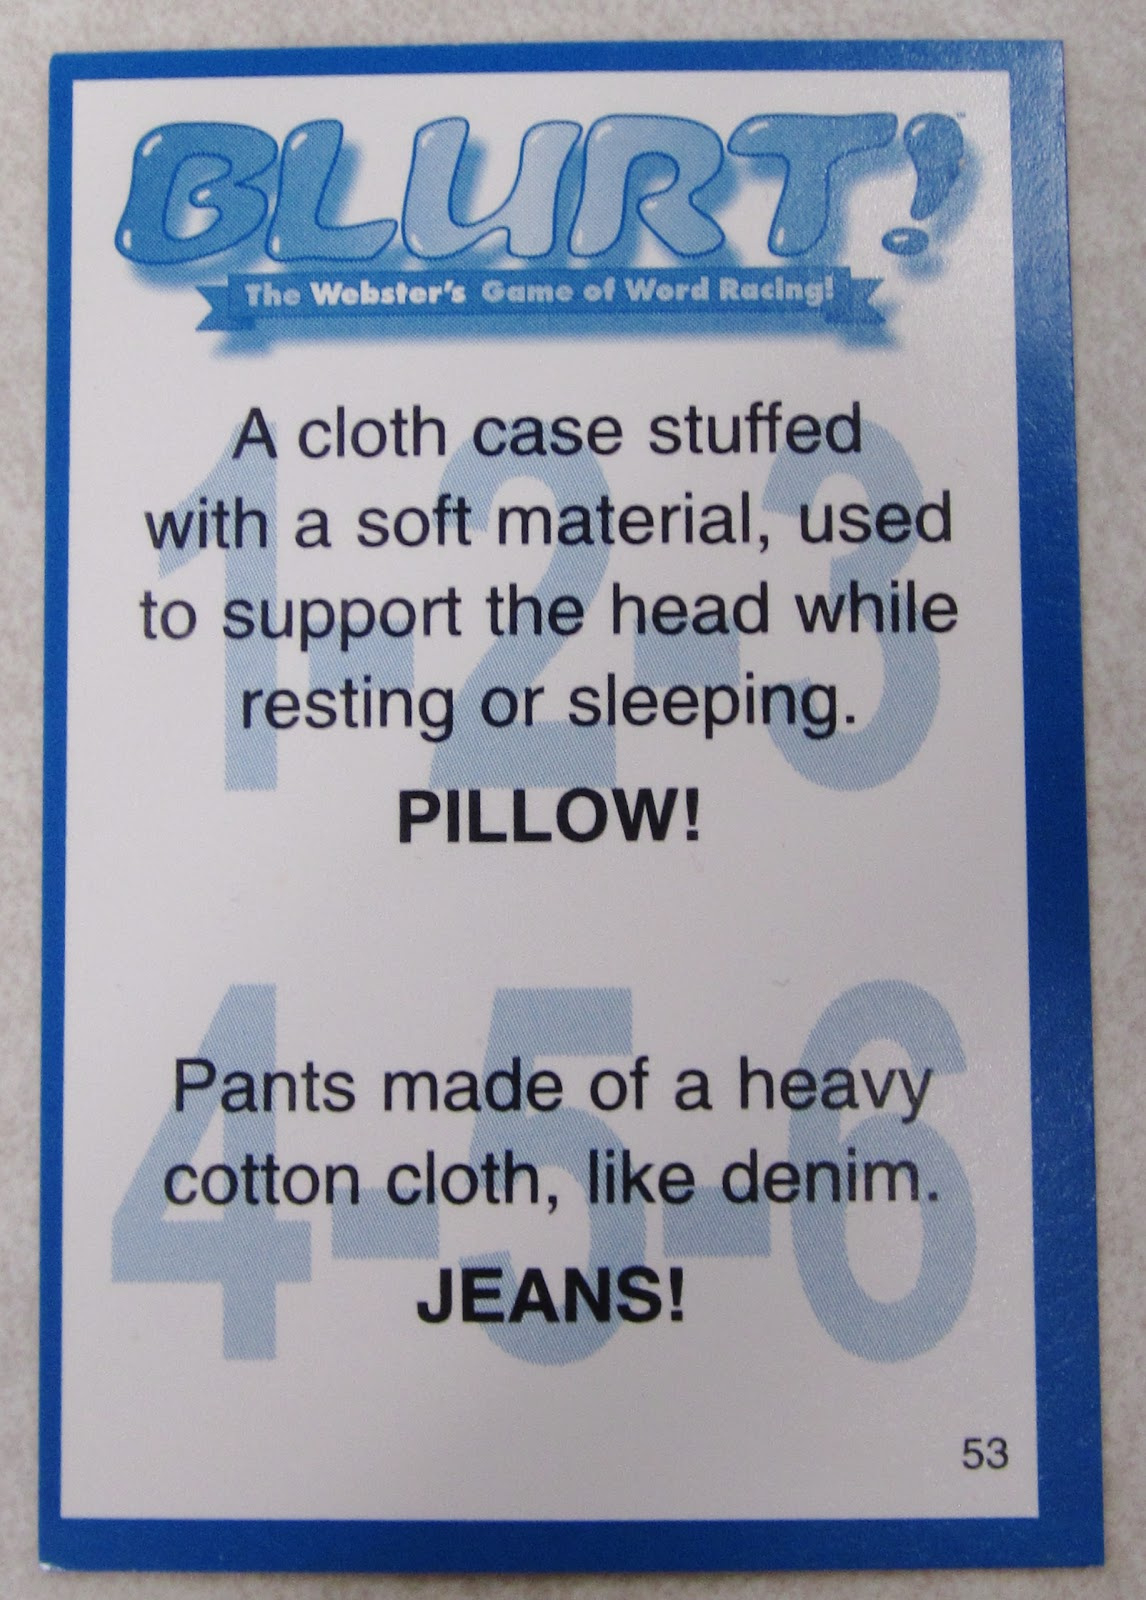 BLURT!™
The Webster's Game of Word Racing!
1-2-3
A cloth case stuffed
with a soft material, used
to support the head while
resting or sleeping.
PILLOW!
4-5-6
Pants made of a heavy
cotton cloth, like denim.
JEANS!
53